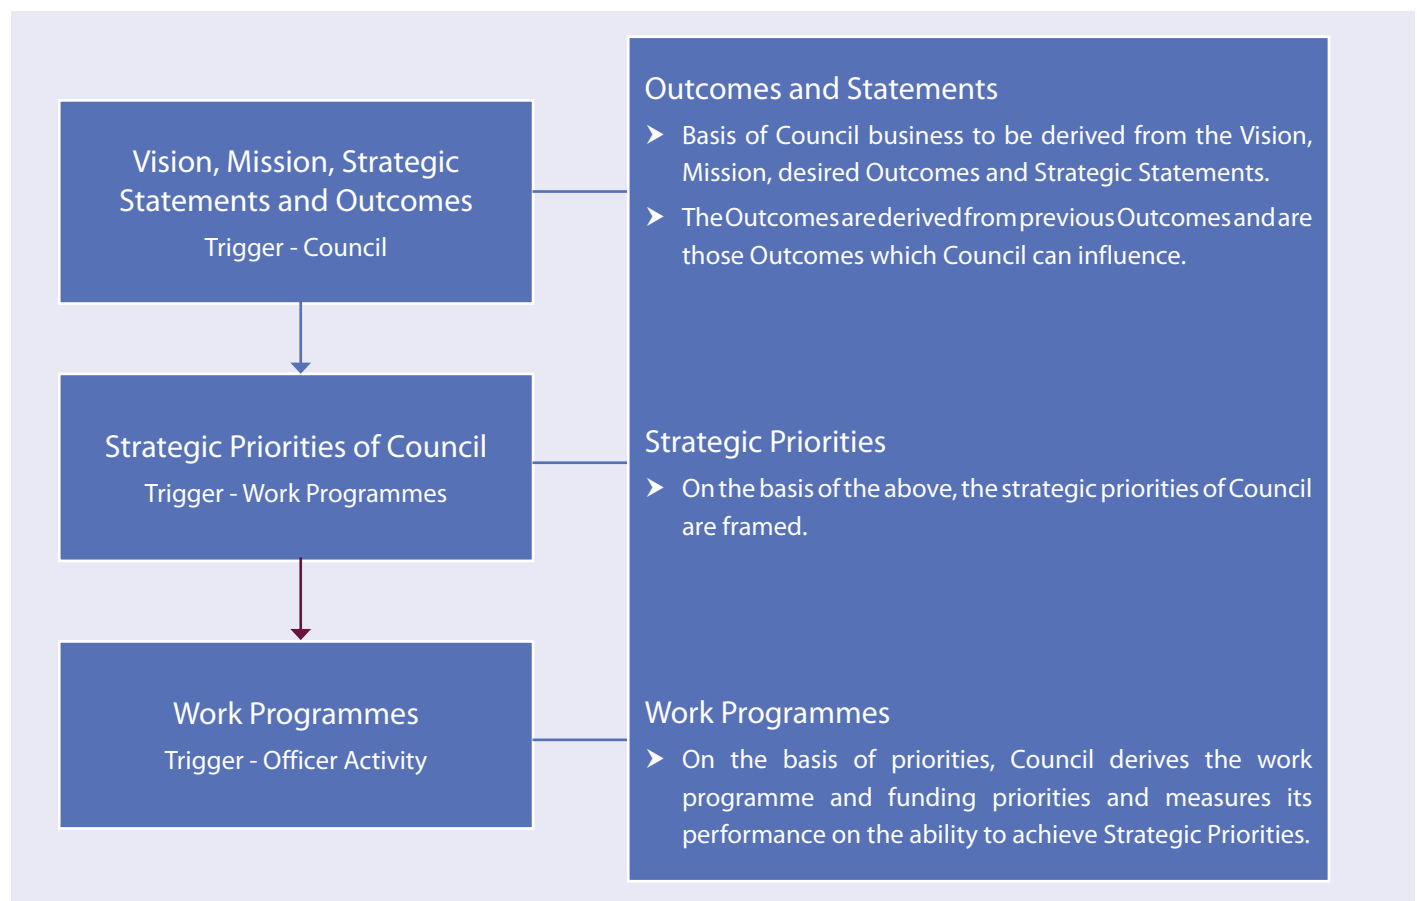 Vision, Mission, Strategic
Statements and Outcomes
Trigger - Council
Strategic Priorities of Council
Trigger - Work Programmes
Work Programmes
Trigger - Officer Activity
Outcomes and Statements
➤ Basis of Council business to be derived from the Vision,
Mission, desired Outcomes and Strategic Statements.
➤ The Outcomes are derived from previous Outcomes and are
those Outcomes which Council can influence.
Strategic Priorities
➤ On the basis of the above, the strategic priorities of Council
are framed.
Work Programmes
➤ On the basis of priorities, Council derives the work
programme and funding priorities and measures its
performance on the ability to achieve Strategic Priorities.